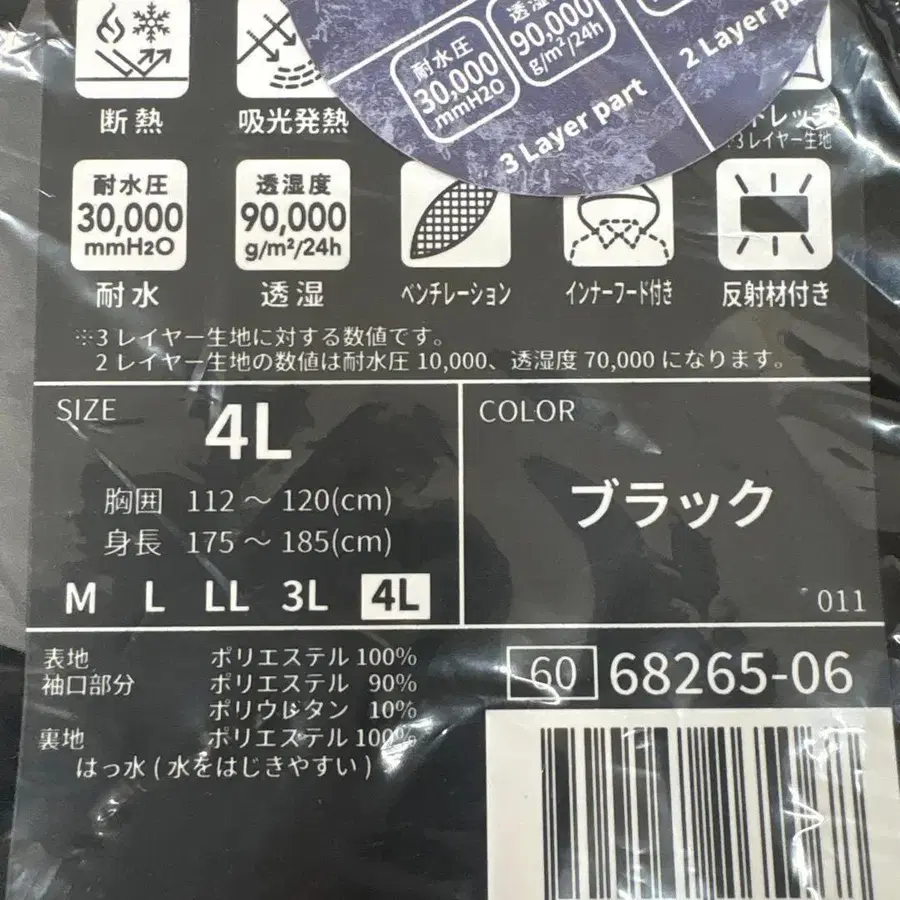 耐水圧
30,000
mmH2O
透湿度
90,000
g/m²/24h
3 Layer part
2 Layer
断熱
吸光発熱
※3レイヤー生地
耐水圧
30,000
mmH2O
透湿度
90,000
g/m²/24h
耐水
透湿
ベンチレーション
インナーフード付き
反射材付き
※3レイヤー生地に対する数値です。
2レイヤー生地の数値は耐水圧 10,000、透湿度 70,000 になります。
SIZE
4L
胸囲 112 ～ 120(cm)
身長 175 ～ 185(cm)
M L LL 3L 4L
COLOR
ブラック
011
表地 ポリエステル 100%
袖口部分 ポリエステル 90%
ポリウレタン 10%
裏地 ポリエステル 100%
はっ水 ( 水をはじきやすい )
60 68265-06